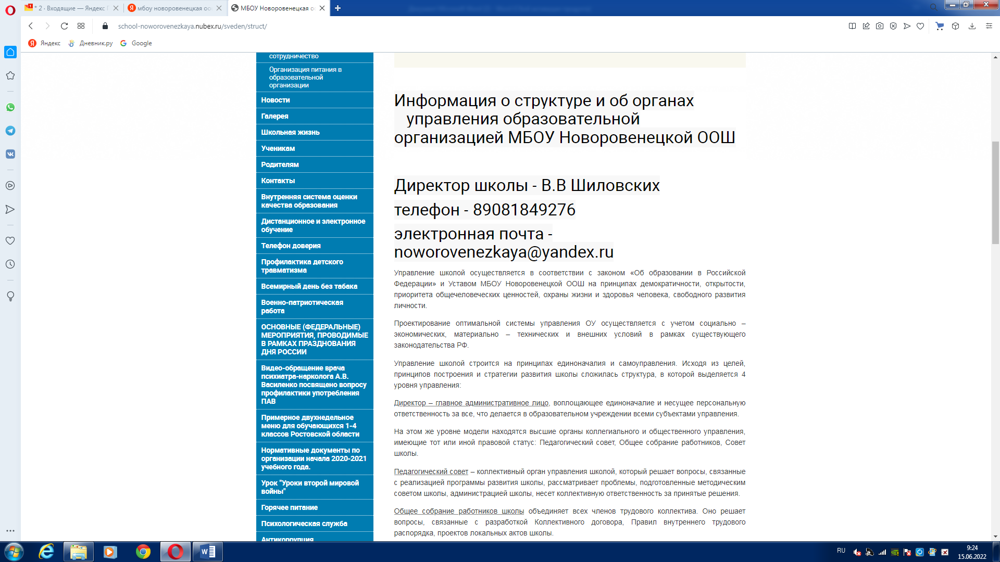 * 2 · Входящие — Яндекс
мбоу новоровенецкая оо
МБОУ Новоровенецкая о
school-noworovenezkaya.nubex.ru/sveden/struct/
Яндекс
Дневник.ру
Google
сотрудничество
Организация питания в
образовательной
организации
Новости
Галерея
Школьная жизнь
Ученикам
Родителям
Контакты
Внутренняя система оценки
качества образования
Дистанционное и электронное
обучение
Телефон доверия
Профилактика детского
травматизма
Всемирный день без табака
Военно-патриотическая
работа
ОСНОВНЫЕ (ФЕДЕРАЛЬНЫЕ)
МЕРОПРИЯТИЯ, ПРОВОДИМЫЕ
В РАМКАХ ПРАЗДНОВАНИЯ
ДНЯ РОССИИ
Видео-обращение врача
психиатра-нарколога А.В.
Василенко посвящено вопросу
профилактики употребления
ПАВ
Примерное двухнедельное
меню для обучающихся 1-4
классов Ростовской области
Нормативные документы по
организации начала 2020-2021
учебного года.
Урок "Уроки второй мировой
войны"
Горячее питание
Психологическая служба
Антикоррупция
Информация о структуре и об органах
управления образовательной
организацией МБОУ Новоровенецкой ООШ
Директор школы - В.В Шиловских
телефон - 89081849276
электронная почта -
noworovenezkaya@yandex.ru
Управление школой осуществляется в соответствии с законом «Об образовании в Российской
Федерации» и Уставом МБОУ Новоровенецкой ООШ на принципах демократичности, открытости,
приоритета общечеловеческих ценностей, охраны жизни и здоровья человека, свободного развития
личности.
Проектирование оптимальной системы управления ОУ осуществляется с учетом социально –
экономических, материально – технических и внешних условий в рамках существующего
законодательства РФ.
Управление школой строится на принципах единоначалия и самоуправления. Исходя из целей,
принципов построения и стратегии развития школы сложилась структура, в которой выделяется 4
уровня управления:
Директор – главное административное лицо, воплощающее единоначалие и несущее персональную
ответственность за все, что делается в образовательном учреждении всеми субъектами управления.
На этом же уровне модели находятся высшие органы коллегиального и общественного управления,
имеющие тот или иной правовой статус: Педагогический совет, Общее собрание работников, Совет
школы.
Педагогический совет – коллективный орган управления школой, который решает вопросы, связанные
с реализацией программы развития школы, рассматривает проблемы, подготовленные методическим
советом школы, администрацией школы, несет коллективную ответственность за принятые решения.
Общее собрание работников школы объединяет всех членов трудового коллектива. Оно решает
вопросы, связанные с разработкой Коллективного договора, Правил внутреннего трудового
распорядка, проектов локальных актов школы.
RU
9:24
15.06.2022